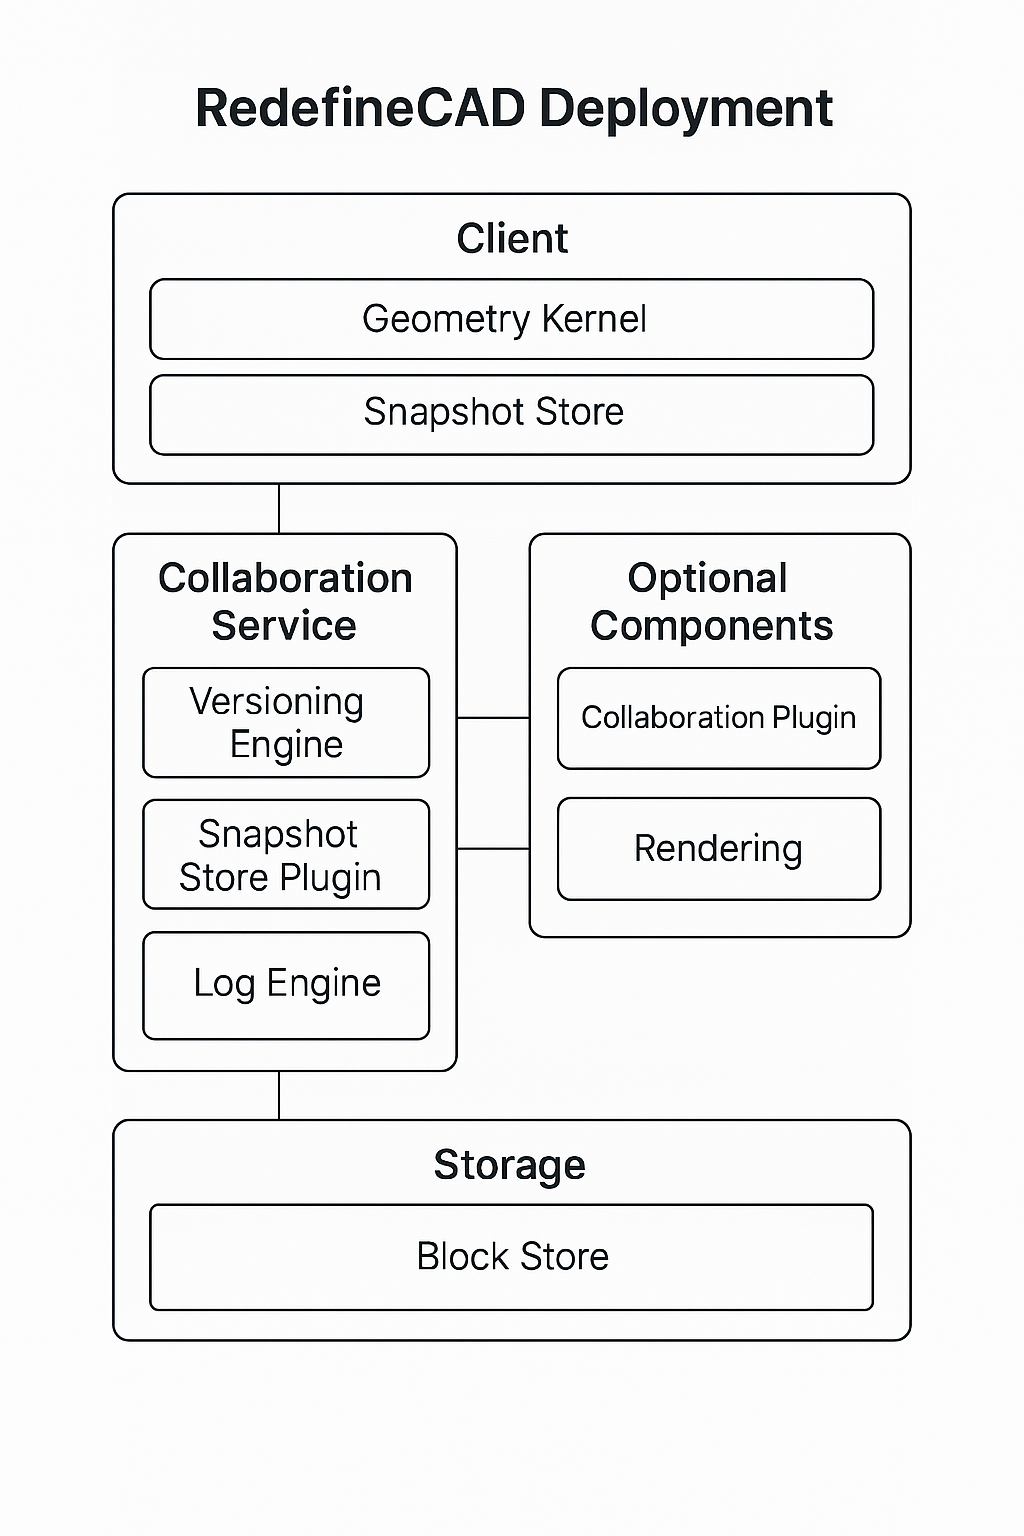 RedefineCAD Deployment
Client
Geometry Kernel
Snapshot Store
Collaboration
Service
Versioning
Engine
Snapshot
Store Plugin
Log Engine
Optional
Components
Collaboration Plugin
Rendering
Storage
Block Store